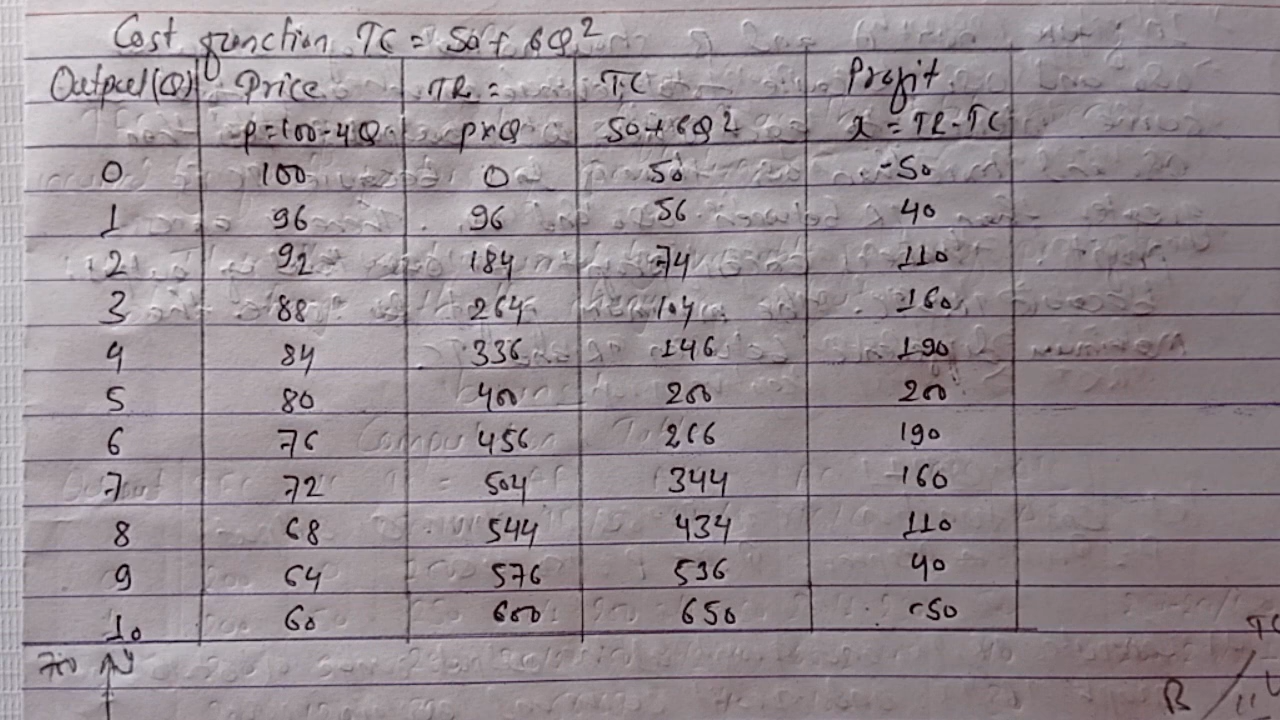 Cost function TC = 50 + 6Q²
Output(Q) Price TR = TC Profit
P=100-4Q P×Q 50+6Q² π = TR-TC
0 100 0 50 -50
1 96 96 56 40
2 92 184 74 110
3 88 264 104 160
4 84 336 146 190
5 80 400 200 200
6 76 456 266 190
7 72 504 344 160
8 68 544 434 110
9 64 576 536 40
10 60 600 650 -50
700 TC
B